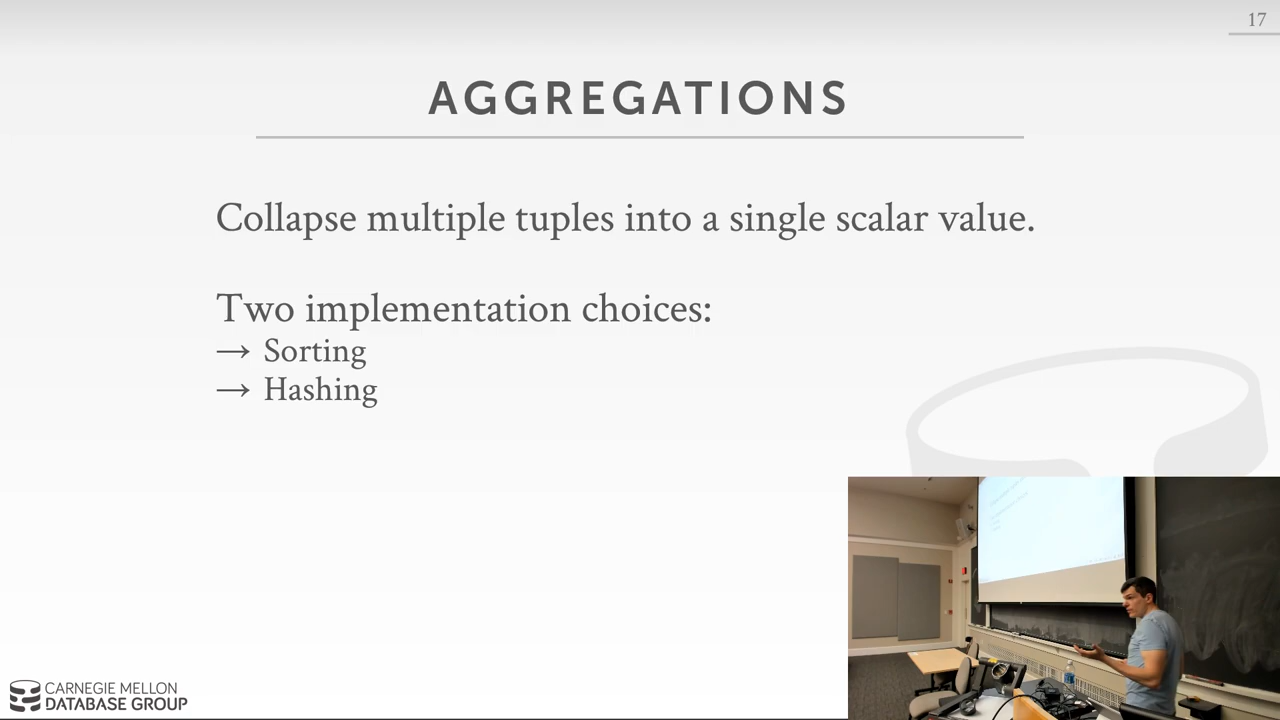 17
AGGREGATIONS
Collapse multiple tuples into a single scalar value.
Two implementation choices:
→ Sorting
→ Hashing
CARNEGIE MELLON
DATABASE GROUP